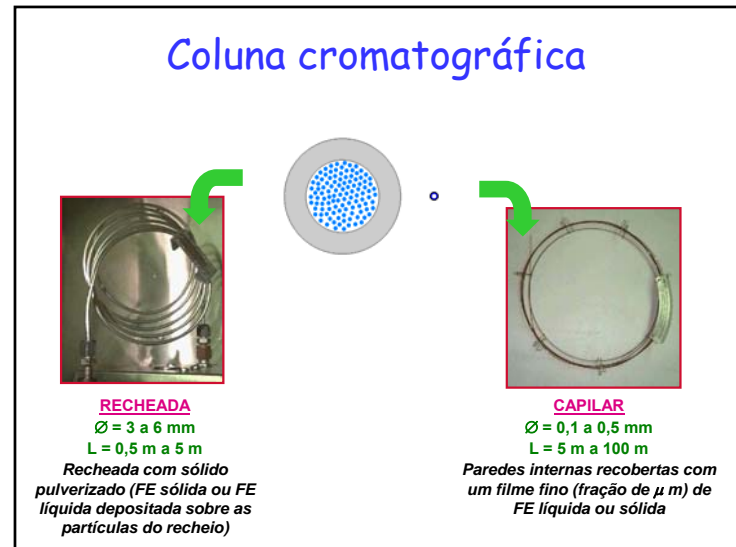 Coluna cromatográfica
RECHEADA
Ø = 3 a 6 mm
L = 0,5 m a 5 m
Recheada com sólido
pulverizado (FE sólida ou FE
líquida depositada sobre as
partículas do recheio)
CAPILAR
Ø = 0,1 a 0,5 mm
L = 5 m a 100 m
Paredes internas recobertas com
um filme fino (fração de μ m) de
FE líquida ou sólida